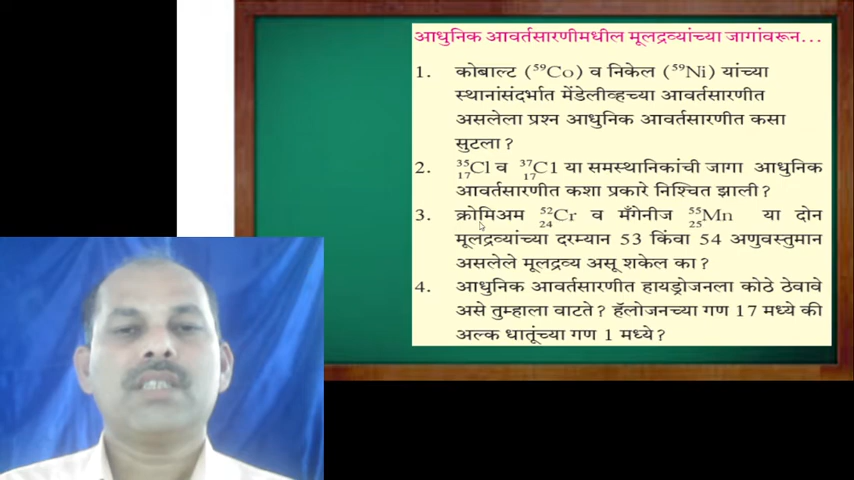 आधुनिक आवर्तसारणीमधील मूलद्रव्यांच्या जागांवरून...
1. कोबाल्ट (⁵⁹Co) व निकेल (⁵⁹Ni) यांच्या
स्थानांसंदर्भात मेंडेलीव्हच्या आवर्तसारणीत
असलेला प्रश्न आधुनिक आवर्तसारणीत कसा
सुटला ?
2. ³⁵₁₇Cl व ³⁷₁₇C1 या समस्थानिकांची जागा आधुनिक
आवर्तसारणीत कशा प्रकारे निश्चित झाली ?
3. क्रोमिअम ⁵²₂₄Cr व मँगेनीज ⁵⁵₂₅Mn या दोन
मूलद्रव्यांच्या दरम्यान 53 किंवा 54 अणुवस्तुमान
असलेले मूलद्रव्य असू शकेल का ?
4. आधुनिक आवर्तसारणीत हायड्रोजनला कोठे ठेवावे
असे तुम्हाला वाटते ? हॅलोजनच्या गण 17 मध्ये की
अल्क धातूंच्या गण 1 मध्ये ?